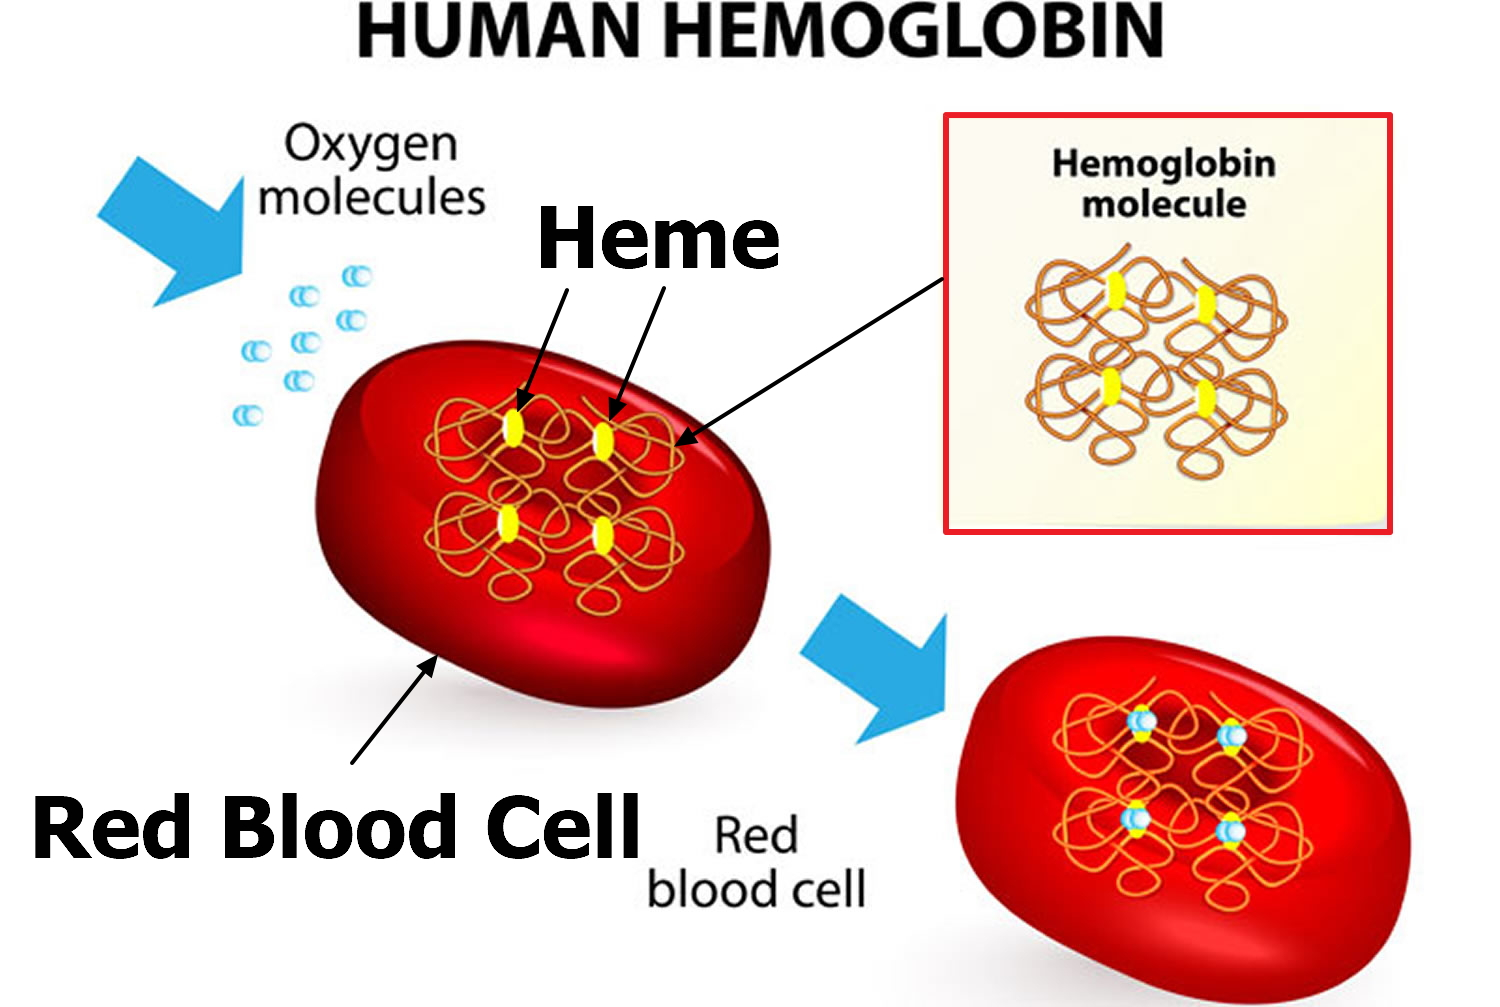 HUMAN HEMOGLOBIN
Oxygen
molecules
Heme
Hemoglobin
molecule
Red Blood Cell
Red
blood cell